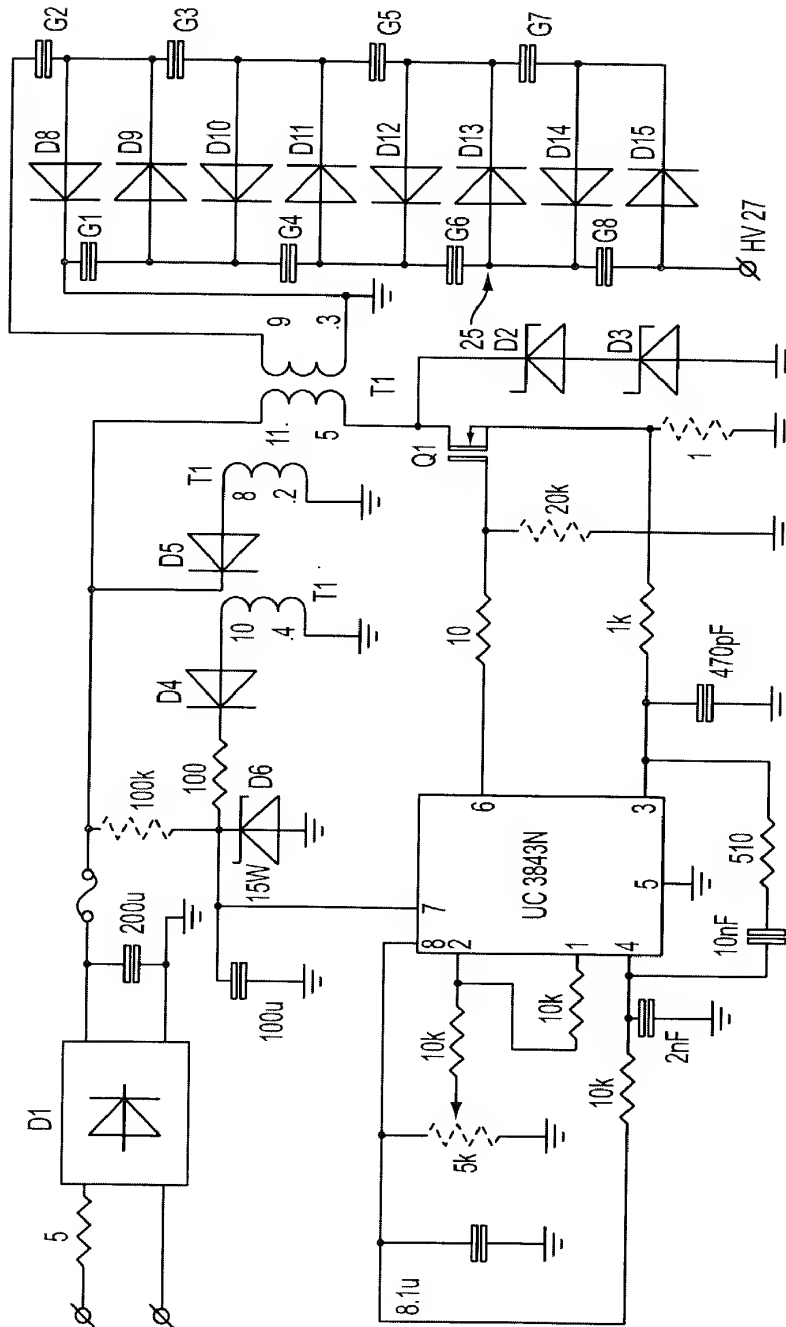 5
D1
200u
100k
100u
15W
D6
100
D4
10
.4
T1
D5
8
.2
T1
11.
5
T1
9
.3
G2
D8
G1
D9
G3
D10
G4
D11
D12
G5
G6
D13
25
D14
G7
G8
D15
HV 27
D2
D3
Q1
1
20k
10
1k
470pF
UC 3843N
7
8
2
1
4
5
6
3
510
10nF
2nF
10k
10k
10k
5k
8.1u